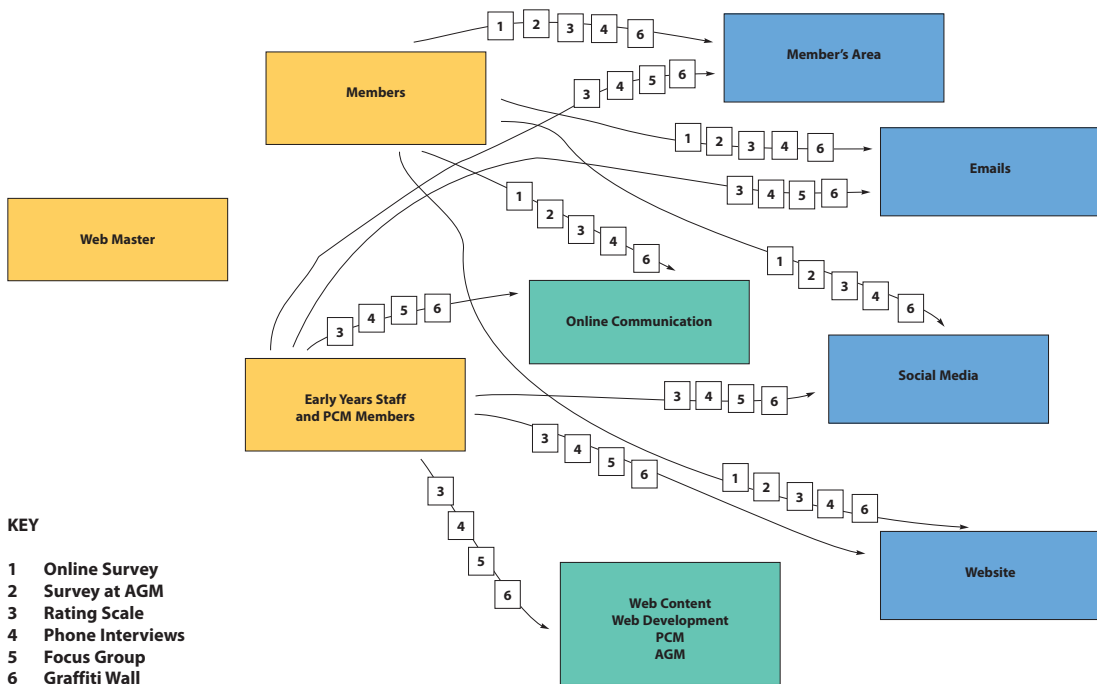 1 2 3 4 6
Member's Area
Members
3 4 5 6
1 2 3 4 6
Emails
3 4 5 6
1 2 3 4 6
Web Master
1 2 3 4 6
Online Communication
3 4 5 6
Social Media
Early Years Staff
and PCM Members
3 4 5 6
3 4 5 6
1 2 3 4 6
3 4 5 6
Website
Web Content
Web Development
PCM
AGM
KEY
1 Online Survey
2 Survey at AGM
3 Rating Scale
4 Phone Interviews
5 Focus Group
6 Graffiti Wall